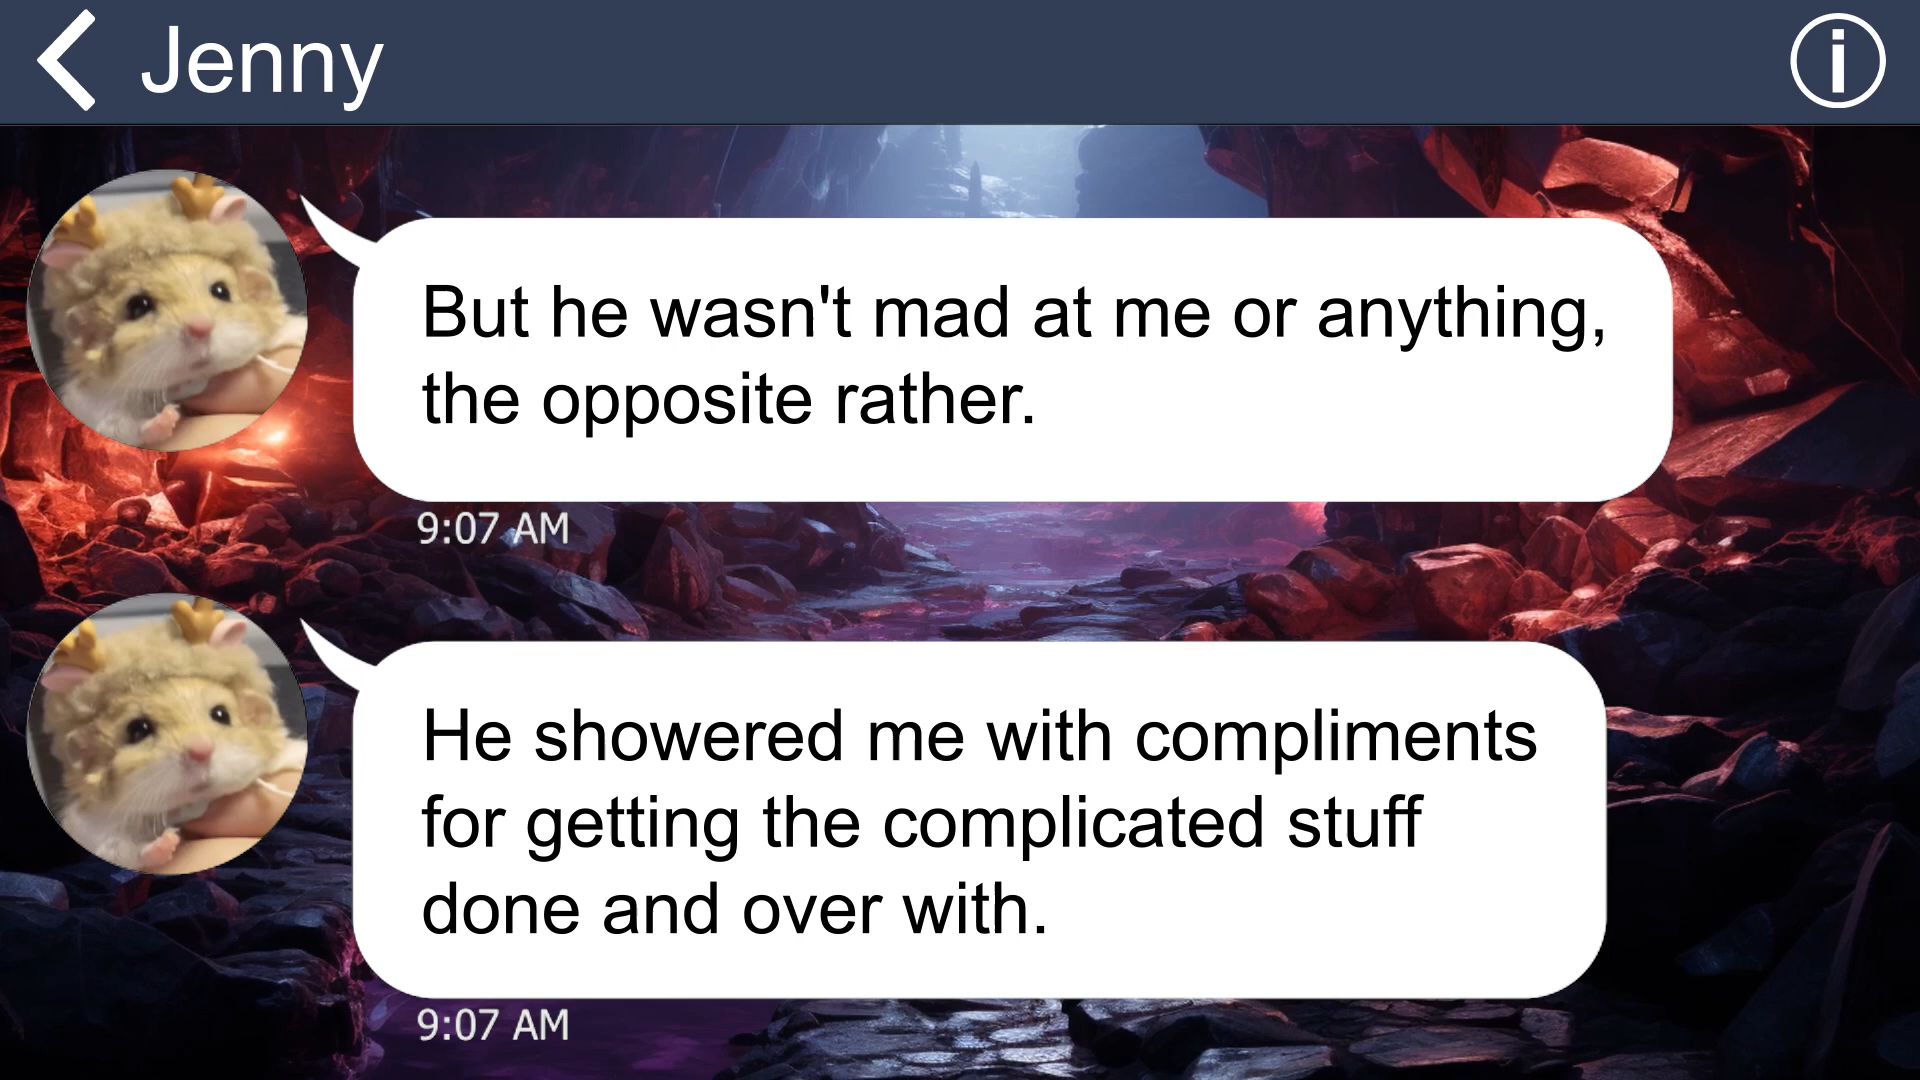 Jenny
But he wasn't mad at me or anything,
the opposite rather.
9:07 AM
He showered me with compliments
for getting the complicated stuff
done and over with.
9:07 AM